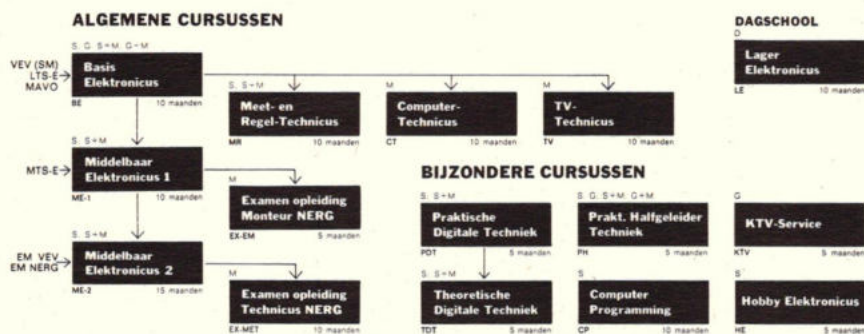 ALGEMENE CURSUSSEN
S. G. S+M. G+M
VEV (SM)
LTS-E
MAVO
Basis
Elektronicus
BE 10 maanden
S. S+M
Meet- en
Regel-Technicus
MR 10 maanden
M
Computer-
Technicus
CT 10 maanden
M
TV-
Technicus
TV 10 maanden
DAGSCHOOL
D
Lager
Elektronicus
LE 10 maanden
S. S+M
MTS-E
Middelbaar
Elektronicus 1
ME-1 10 maanden
M
Examen opleiding
Monteur NERG
EX-EM 5 maanden
S. S+M
EM VEV
EM NERG
Middelbaar
Elektronicus 2
ME-2 15 maanden
M
Examen opleiding
Technicus NERG
EX-MET 10 maanden
BIJZONDERE CURSUSSEN
S. S+M
Praktische
Digitale Techniek
PDT 5 maanden
S. G. S+M. G+M
Prakt. Halfgeleider
Techniek
PH 5 maanden
G
KTV-Service
KTV 5 maanden
S. S+M
Theoretische
Digitale Techniek
TDT 5 maanden
S
Computer
Programming
CP 10 maanden
S
Hobby Elektronicus
HE 5 maanden